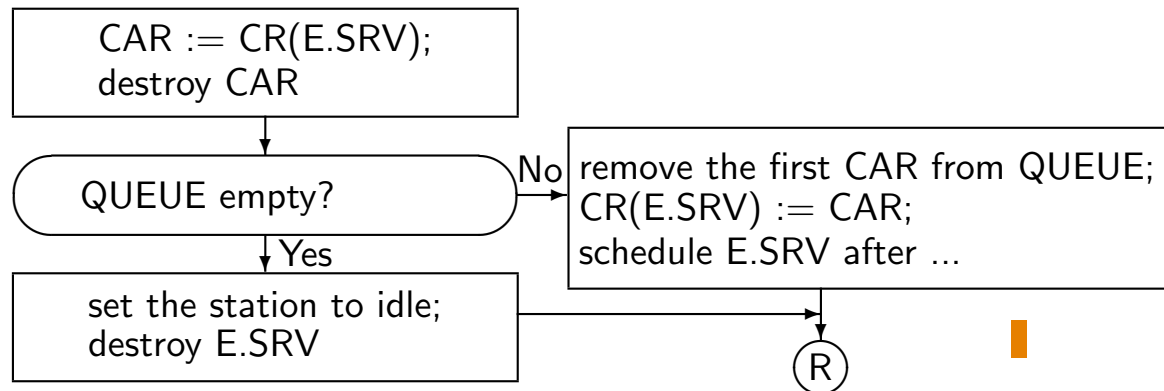 CAR := CR(E.SRV);
destroy CAR
QUEUE empty?
No
remove the first CAR from QUEUE;
CR(E.SRV) := CAR;
schedule E.SRV after ...
Yes
set the station to idle;
destroy E.SRV
R